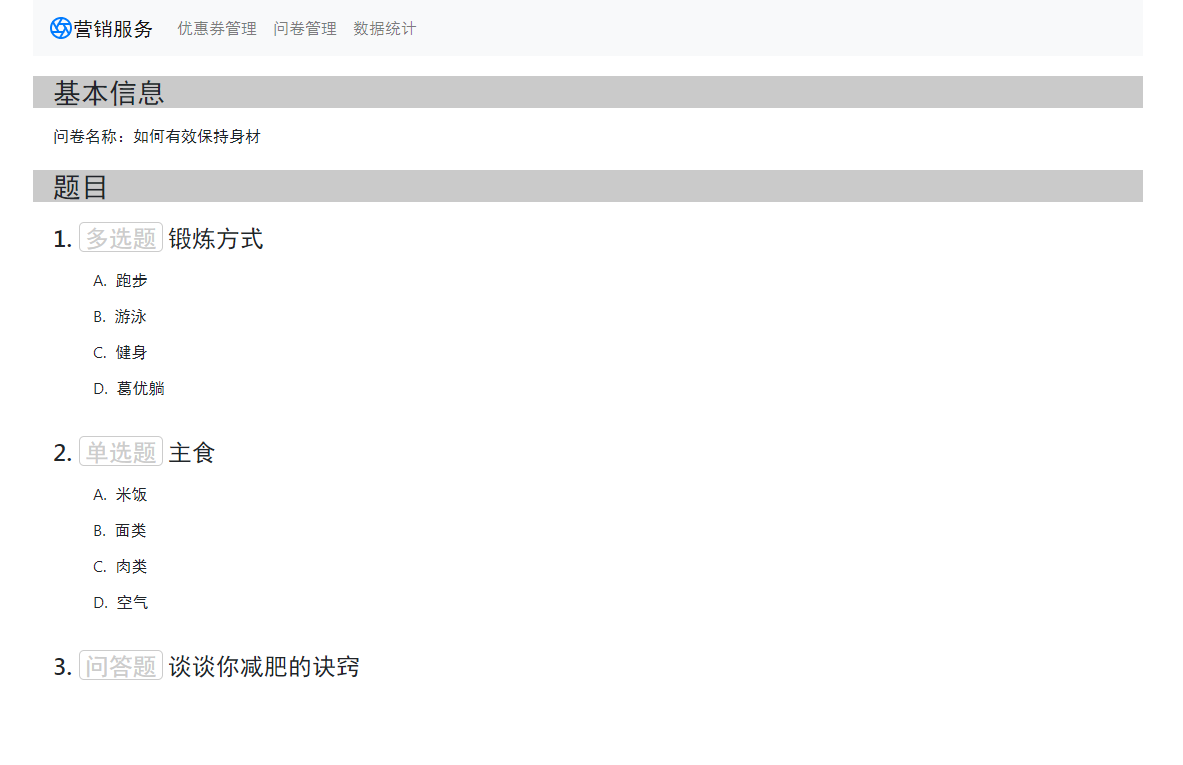 营销服务 优惠券管理 问卷管理 数据统计
基本信息
问卷名称：如何有效保持身材
题目
1. 多选题 锻炼方式
A. 跑步
B. 游泳
C. 健身
D. 葛优躺
2. 单选题 主食
A. 米饭
B. 面类
C. 肉类
D. 空气
3. 问答题 谈谈你减肥的诀窍